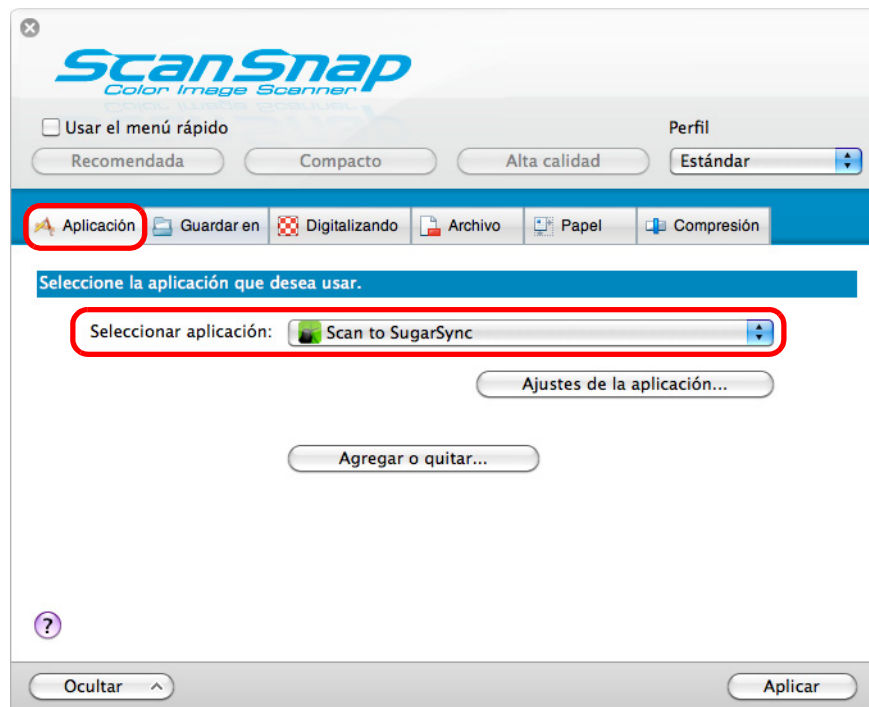 ScanSnap
Color Image Scanner
Usar el menú rápido
Perfil
Recomendada Compacto Alta calidad Estándar
Aplicación Guardar en Digitalizando Archivo Papel Compresión
Seleccione la aplicación que desea usar.
Seleccionar aplicación: Scan to SugarSync
Ajustes de la aplicación...
Agregar o quitar...
?
Ocultar Aplicar